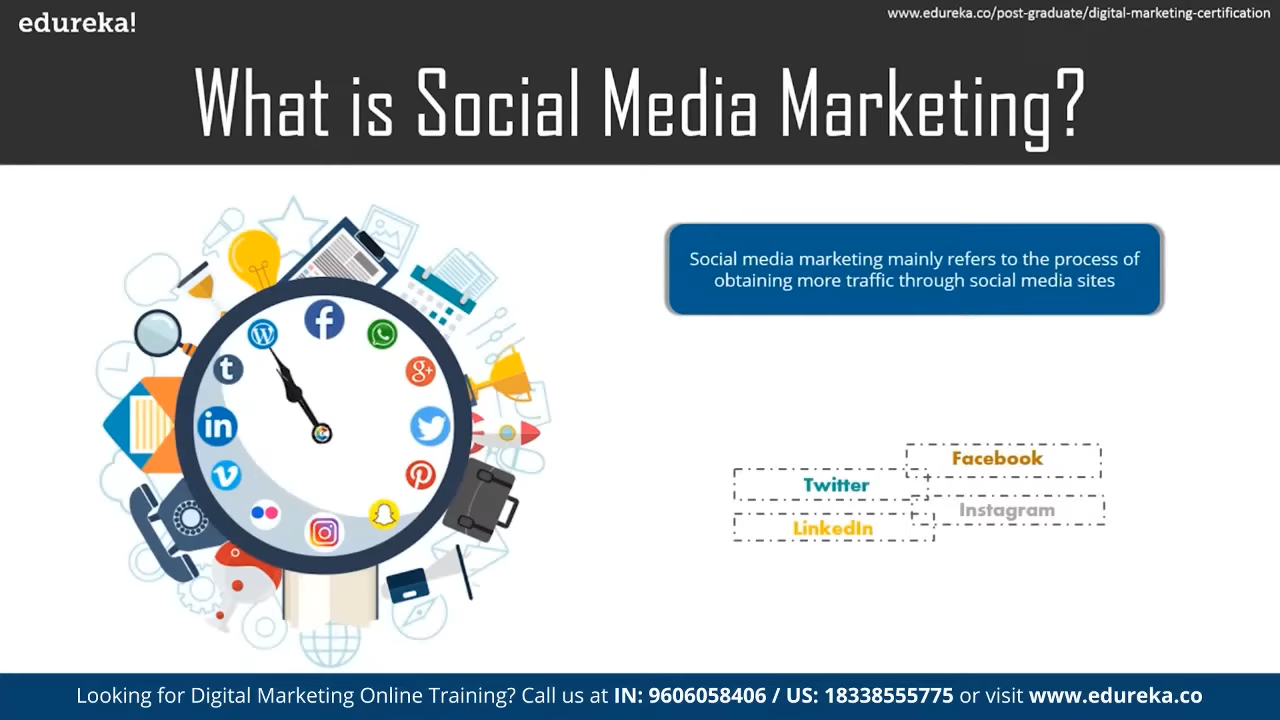 edureka!
www.edureka.co/post-graduate/digital-marketing-certification
What is Social Media Marketing?
Social media marketing mainly refers to the process of
obtaining more traffic through social media sites
Facebook
Twitter
Instagram
LinkedIn
Looking for Digital Marketing Online Training? Call us at IN: 9606058406 / US: 18338555775 or visit www.edureka.co